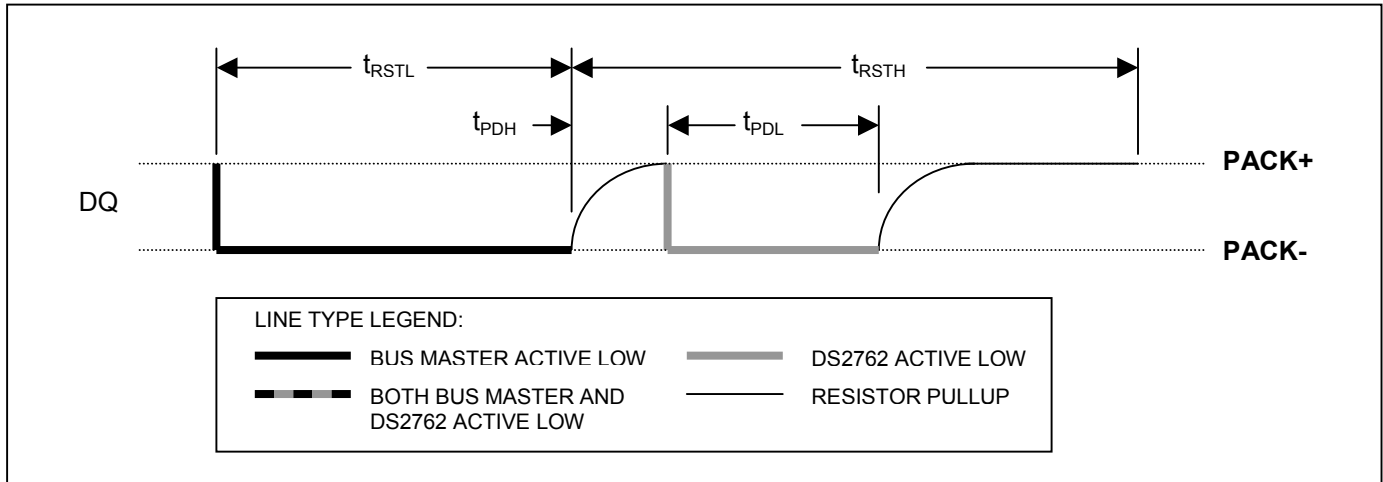 tRSTL
tRSTH
tPDH
tPDL
PACK+
DQ
PACK-
LINE TYPE LEGEND:
BUS MASTER ACTIVE LOW
DS2762 ACTIVE LOW
BOTH BUS MASTER AND
DS2762 ACTIVE LOW
RESISTOR PULLUP